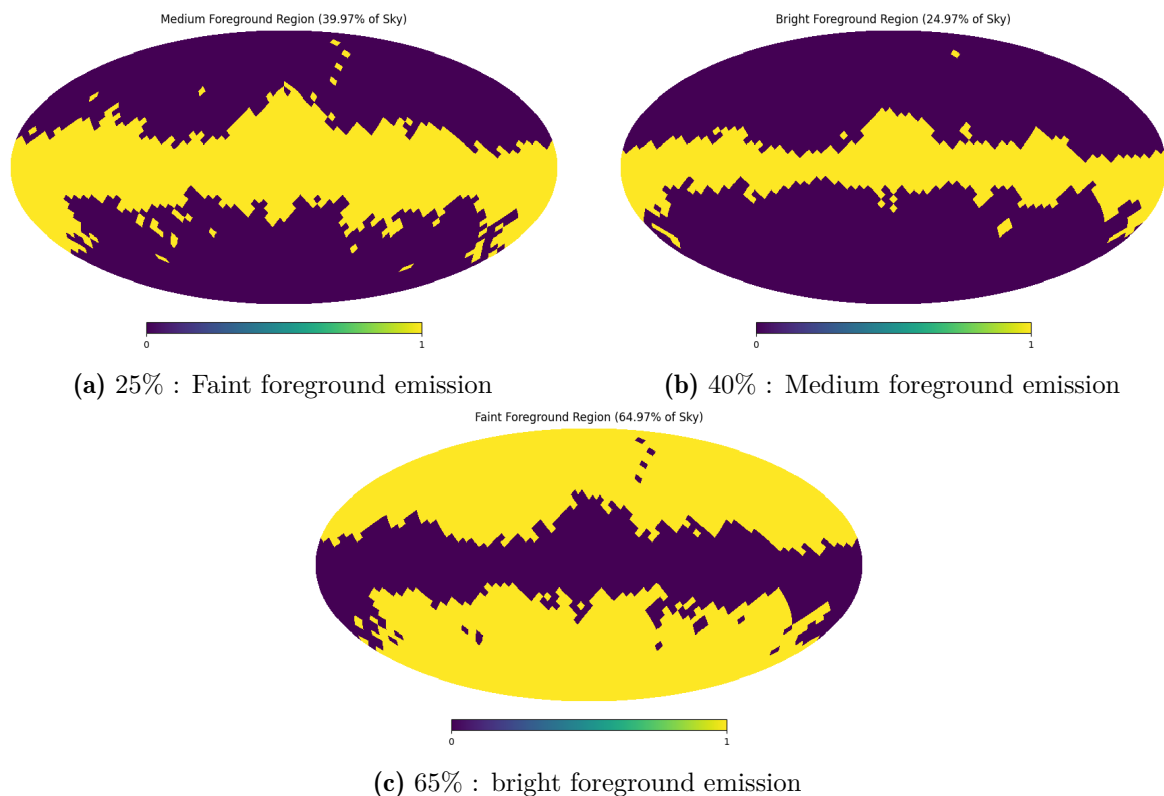 Medium Foreground Region (39.97% of Sky)
Bright Foreground Region (24.97% of Sky)
0 1
0 1
(a) 25% : Faint foreground emission
(b) 40% : Medium foreground emission
Faint Foreground Region (64.97% of Sky)
0 1
(c) 65% : bright foreground emission